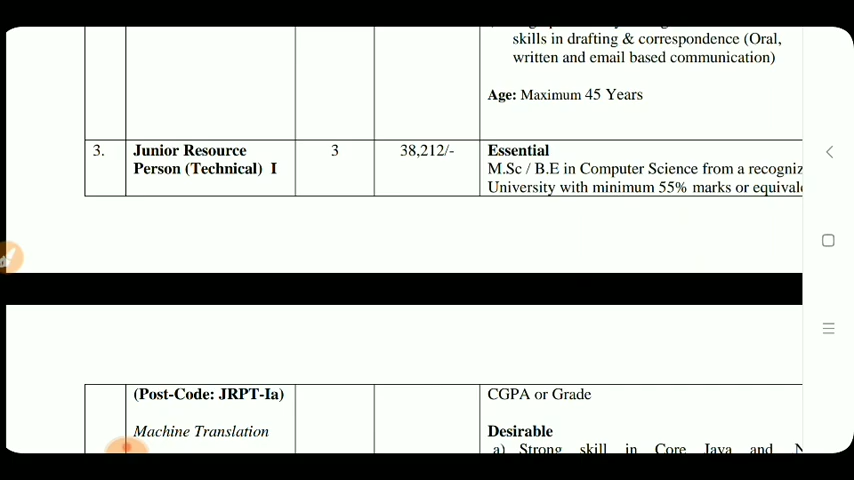 skills in drafting & correspondence (Oral,
written and email based communication)
Age: Maximum 45 Years
3. Junior Resource 3 38,212/- Essential
Person (Technical) I M.Sc / B.E in Computer Science from a
University with minimum 55% marks or
(Post-Code: JRPT-Ia) CGPA or Grade
Machine Translation Desirable
a) Strong skill in Core Java and